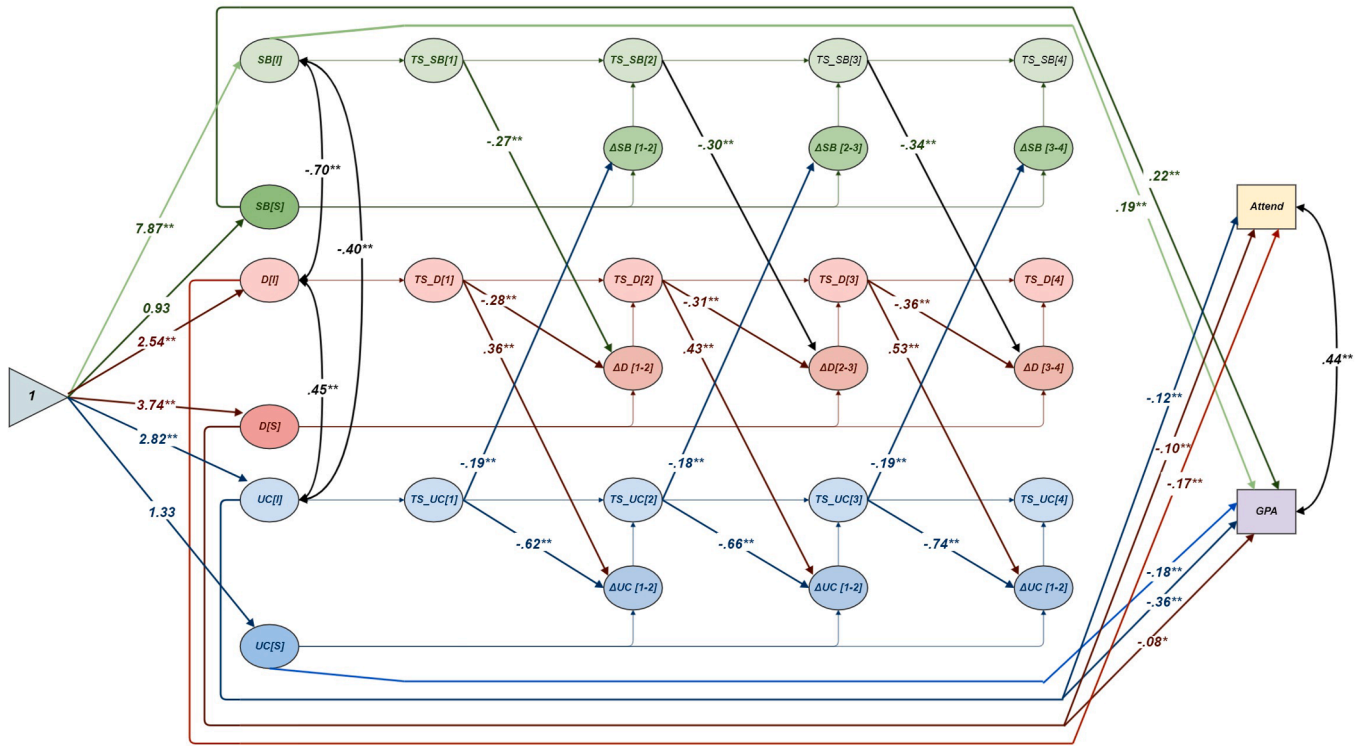 SB[I]
TS_SB[1]
TS_SB[2]
TS_SB[3]
TS_SB[4]
-.27**
-.30**
-.34**
ΔSB [1-2]
ΔSB [2-3]
ΔSB [3-4]
-.70**
.22**
.19**
SB[S]
Attend
7.87**
-.40**
D[I]
TS_D[1]
TS_D[2]
TS_D[3]
TS_D[4]
0.93
-.28**
-.31**
-.36**
2.54**
.36**
.43**
.53**
.44**
ΔD [1-2]
ΔD[2-3]
ΔD [3-4]
1
.45**
-.12**
3.74**
D[S]
2.82**
-.10**
-.19**
-.18**
-.19**
-.17**
UC[I]
TS_UC[1]
TS_UC[2]
TS_UC[3]
TS_UC[4]
1.33
GPA
-.62**
-.66**
-.74**
-.18**
ΔUC [1-2]
ΔUC [1-2]
ΔUC [1-2]
-.36**
UC[S]
-.08*